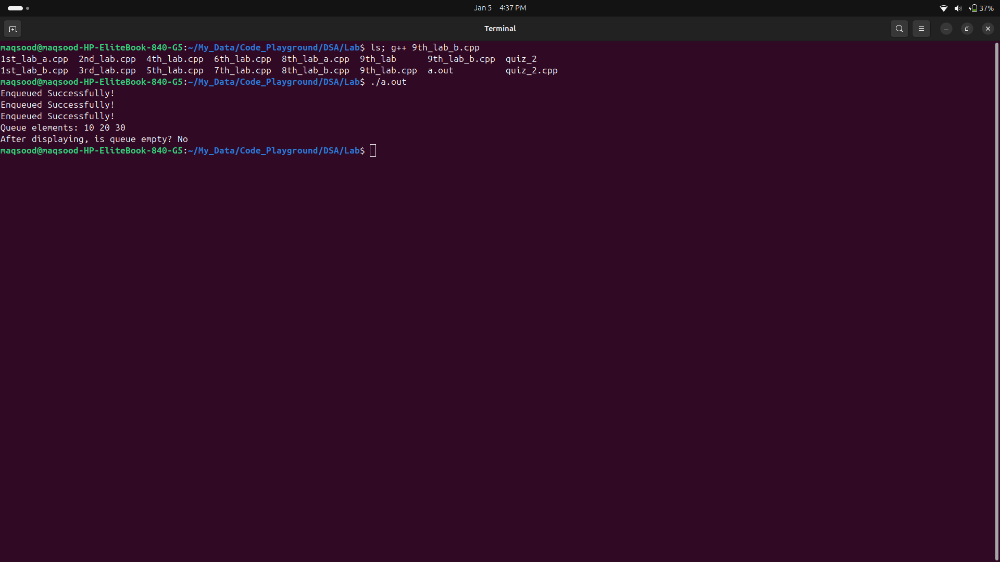 Jan 5 4:37 PM
37%
Terminal
maqsood@maqsood-HP-EliteBook-840-G5:~/My_Data/Code_Playground/DSA/Lab$ ls; g++ 9th_lab_b.cpp
1st_lab_a.cpp 2nd_lab.cpp 4th_lab.cpp 6th_lab.cpp 8th_lab_a.cpp 9th_lab 9th_lab_b.cpp quiz_2
1st_lab_b.cpp 3rd_lab.cpp 5th_lab.cpp 7th_lab.cpp 8th_lab_b.cpp 9th_lab.cpp a.out quiz_2.cpp
maqsood@maqsood-HP-EliteBook-840-G5:~/My_Data/Code_Playground/DSA/Lab$ ./a.out
Enqueued Successfully!
Enqueued Successfully!
Enqueued Successfully!
Queue elements: 10 20 30
After displaying, is queue empty? No
maqsood@maqsood-HP-EliteBook-840-G5:~/My_Data/Code_Playground/DSA/Lab$